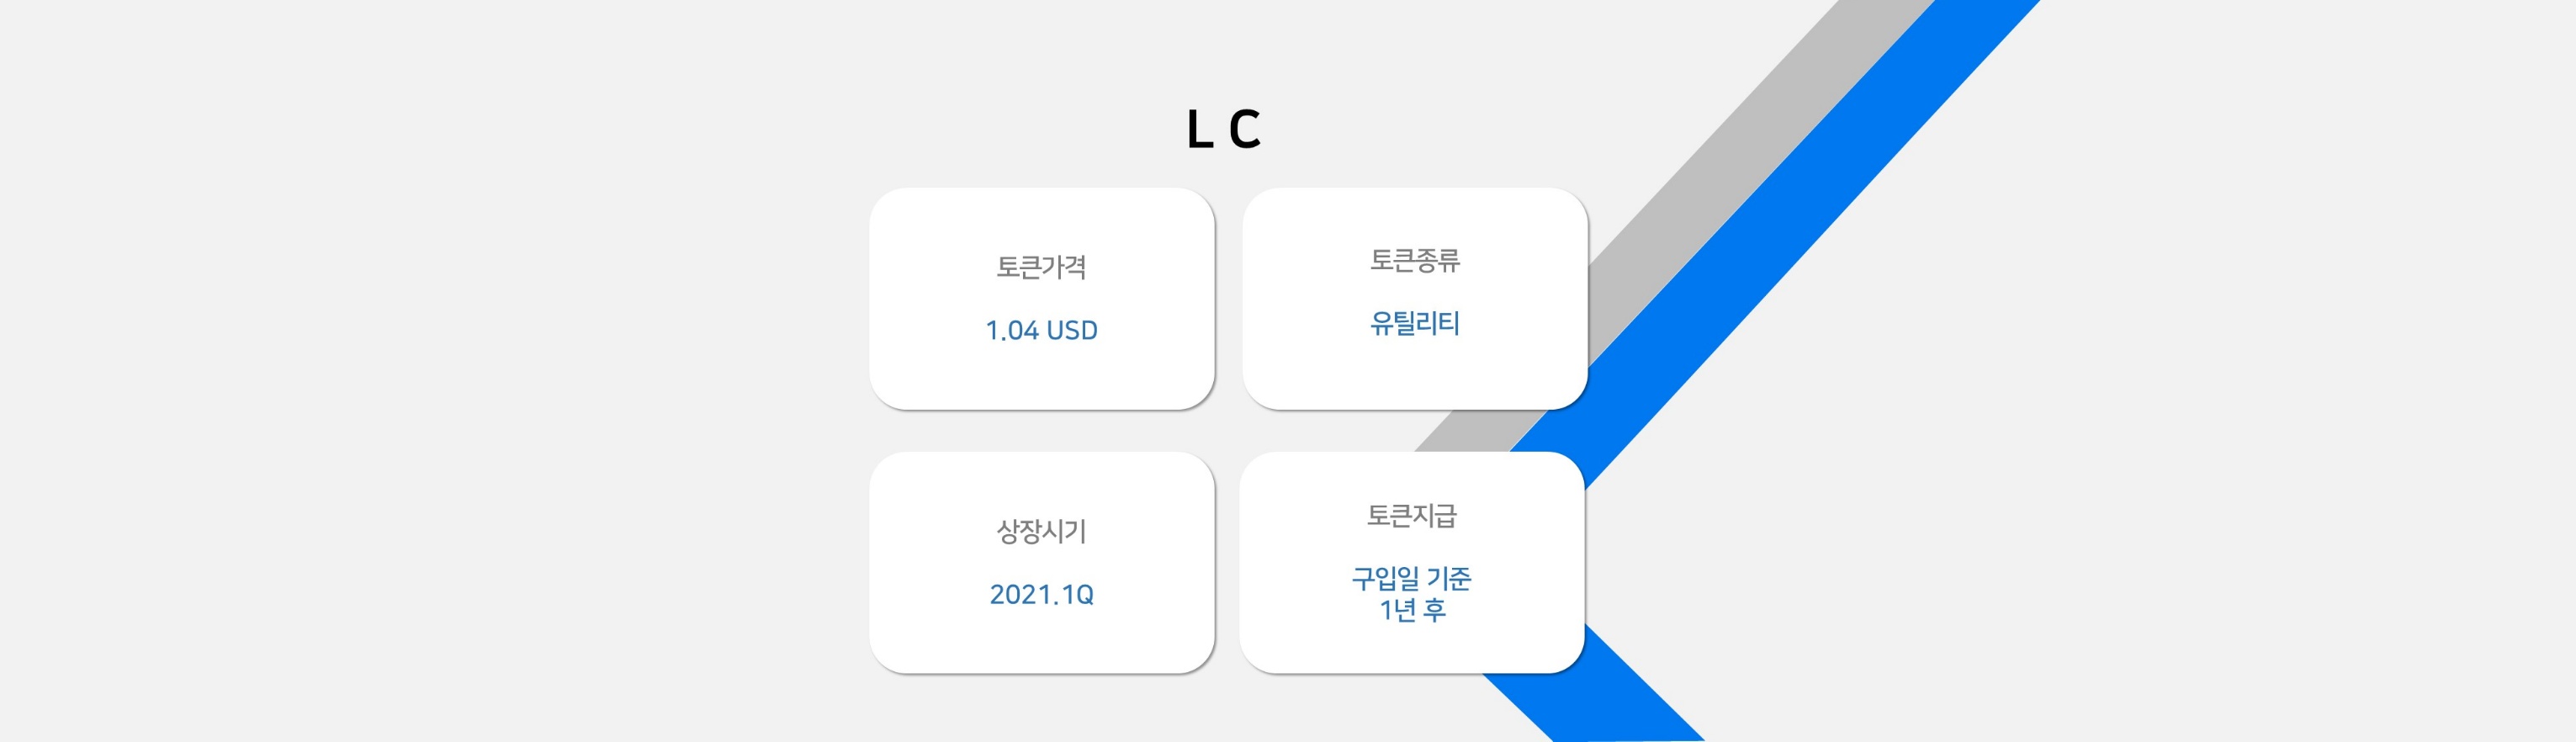 L C
토큰가격
1.04 USD
토큰종류
유틸리티
상장시기
2021.1Q
토큰지급
구입일 기준
1년 후